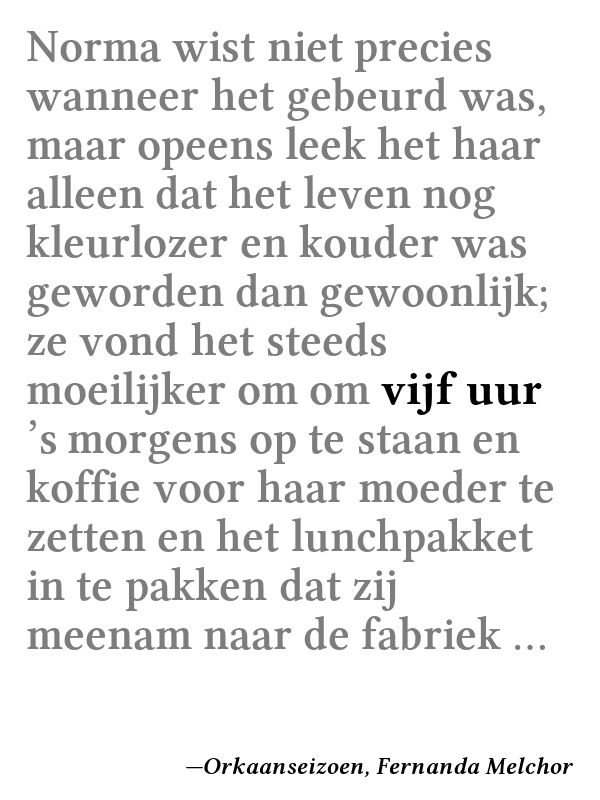 Norma wist niet precies
wanneer het gebeurd was,
maar opeens leek het haar
alleen dat het leven nog
kleurlozer en kouder was
geworden dan gewoonlijk;
ze vond het steeds
moeilijker om om vijf uur
’s morgens op te staan en
koffie voor haar moeder te
zetten en het lunchpakket
in te pakken dat zij
meenam naar de fabriek ...
—Orkaanseizoen, Fernanda Melchor